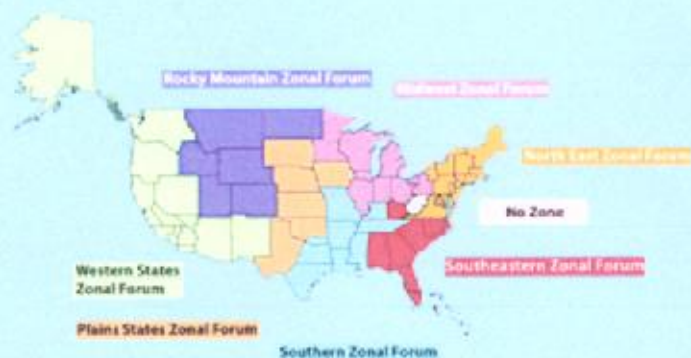 Rocky Mountain Zonal Forum
Midwest Zonal Forum
North East Zonal Forum
No Zone
Southeastern Zonal Forum
Western States
Zonal Forum
Plains States Zonal Forum
Southern Zonal Forum